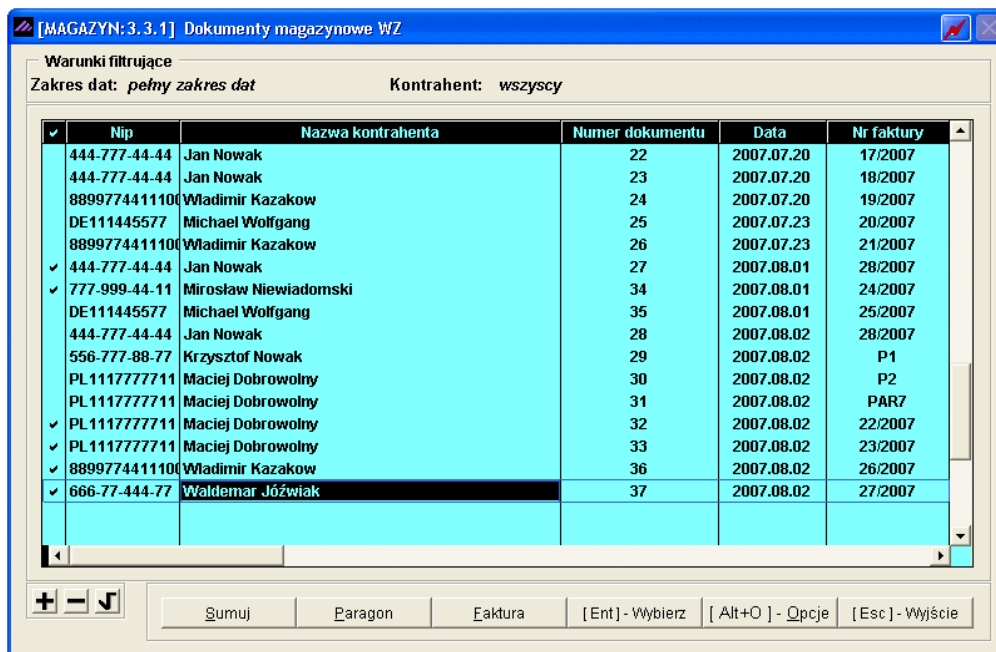 [MAGAZYN:3.3.1] Dokumenty magazynowe WZ
Warunki filtrujące
Zakres dat: pełny zakres dat Kontrahent: wszyscy
✓ Nip Nazwa kontrahenta Numer dokumentu Data Nr faktury
444-777-44-44 Jan Nowak 22 2007.07.20 17/2007
444-777-44-44 Jan Nowak 23 2007.07.20 18/2007
8899774411100 Wladimir Kazakow 24 2007.07.20 19/2007
DE111445577 Michael Wolfgang 25 2007.07.23 20/2007
8899774411100 Wladimir Kazakow 26 2007.07.23 21/2007
✓ 444-777-44-44 Jan Nowak 27 2007.08.01 28/2007
✓ 777-999-44-11 Mirosław Niewiadomski 34 2007.08.01 24/2007
DE111445577 Michael Wolfgang 35 2007.08.01 25/2007
444-777-44-44 Jan Nowak 28 2007.08.02 28/2007
556-777-88-77 Krzysztof Nowak 29 2007.08.02 P1
PL1117777711 Maciej Dobrowolny 30 2007.08.02 P2
PL1117777711 Maciej Dobrowolny 31 2007.08.02 PAR7
✓ PL1117777711 Maciej Dobrowolny 32 2007.08.02 22/2007
✓ PL1117777711 Maciej Dobrowolny 33 2007.08.02 23/2007
✓ 8899774411100 Wladimir Kazakow 36 2007.08.02 26/2007
✓ 666-77-444-77 Waldemar Jóźwiak 37 2007.08.02 27/2007
Sumuj Paragon Faktura [ Ent ] - Wybierz [ Alt+O ] - Opcje [ Esc ] - Wyjście